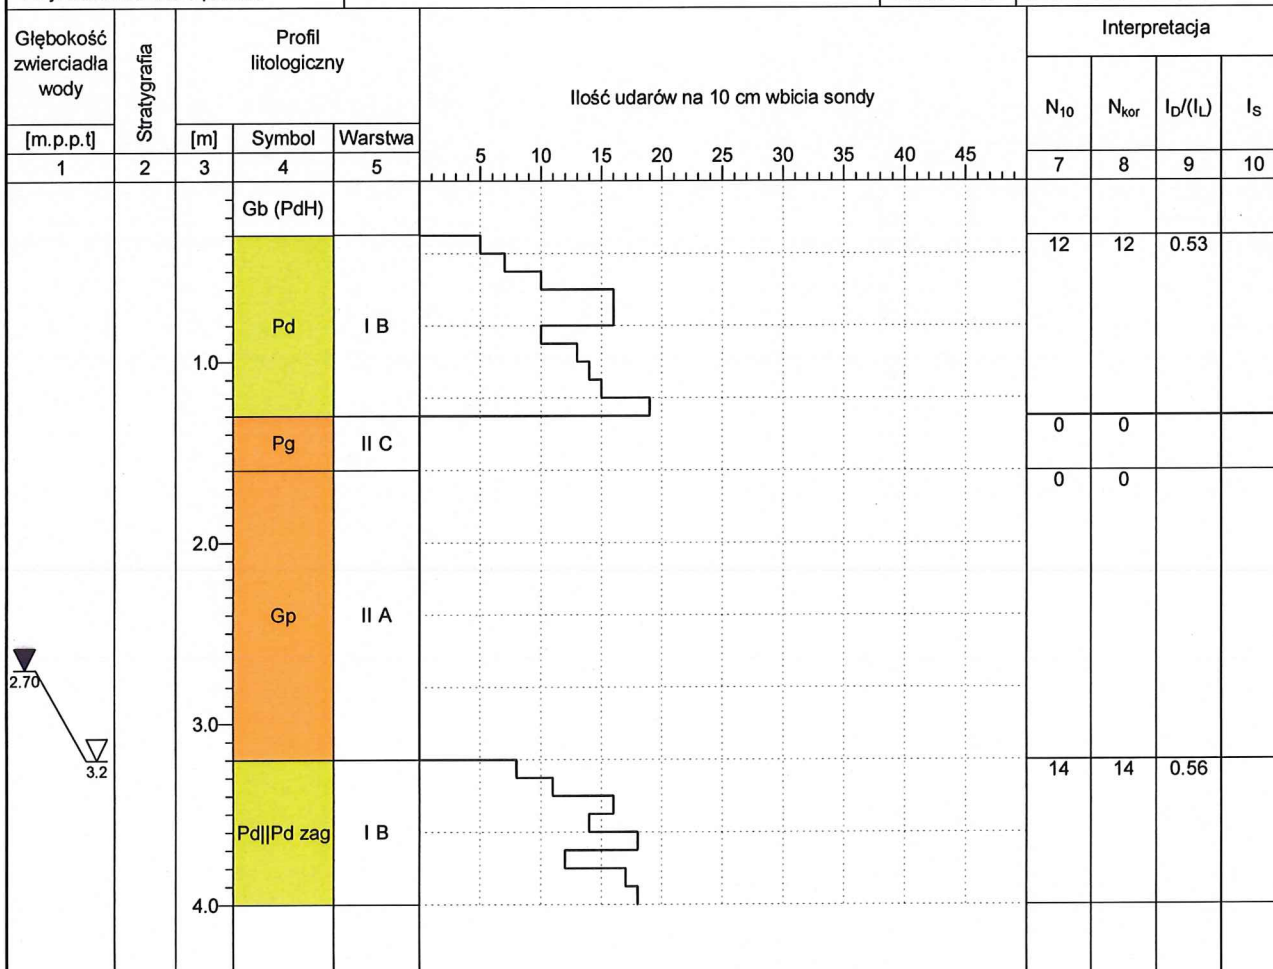 Głębokość
zwierciadła
wody
[m.p.p.t]
1
Stratygrafia
2
Profil
litologiczny
[m] Symbol Warstwa
3 4 5
Ilość udarów na 10 cm wbicia sondy
5 10 15 20 25 30 35 40 45
Interpretacja
N10 Nkor ID/(IL) IS
7 8 9 10
Gb (PdH)
12 12 0.53
Pd I B
1.0
0 0
Pg II C
0 0
2.0
Gp II A
2.70
3.0
3.2
14 14 0.56
Pd||Pd zag I B
4.0